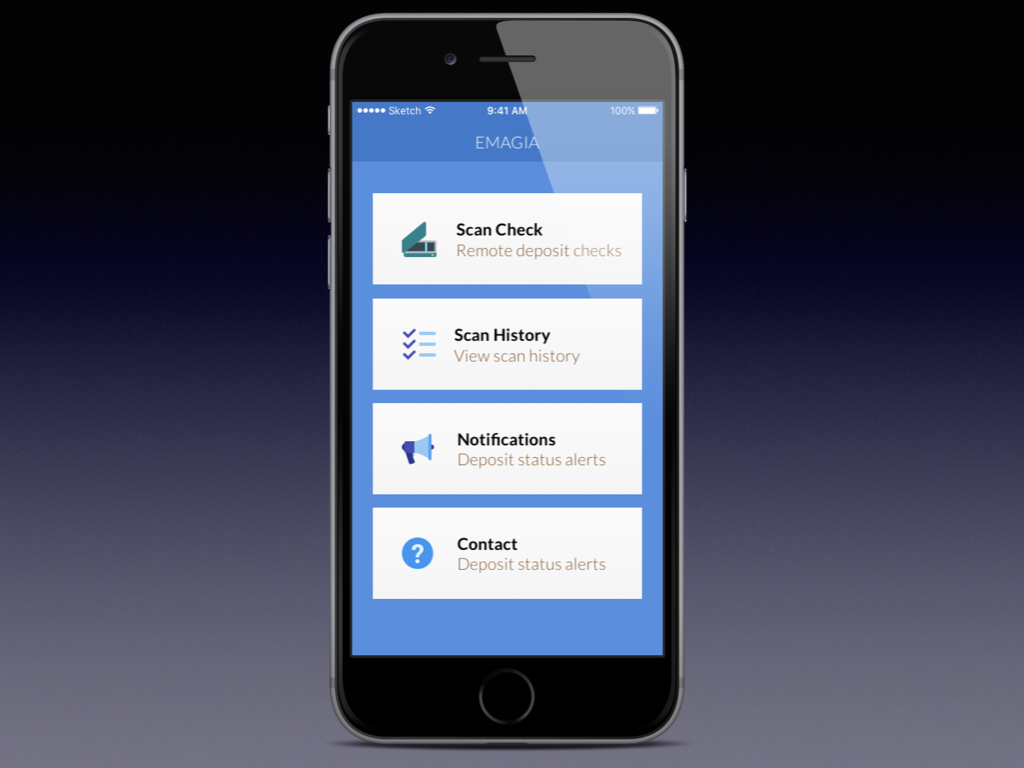 Sketch 9:41 AM 100%
EMAGIA
Scan Check
Remote deposit checks
Scan History
View scan history
Notifications
Deposit status alerts
?
Contact
Deposit status alerts